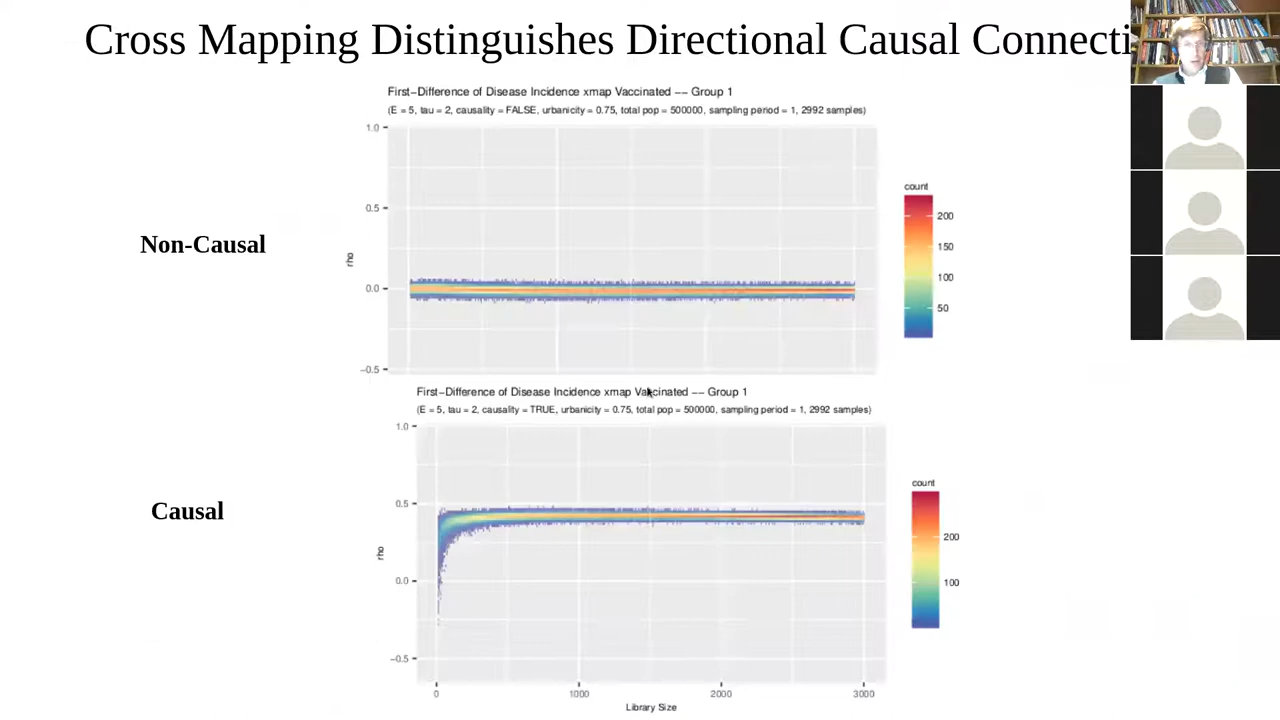 Cross Mapping Distinguishes Directional Causal Connecti
First−Difference of Disease Incidence xmap Vaccinated −− Group 1
(E = 5, tau = 2, causality = FALSE, urbanicity = 0.75, total pop = 500000, sampling period = 1, 2992 samples)
1.0
0.5
0.0
−0.5
rho
count
200
150
100
50
Non-Causal
First−Difference of Disease Incidence xmap Vaccinated −− Group 1
(E = 5, tau = 2, causality = TRUE, urbanicity = 0.75, total pop = 500000, sampling period = 1, 2992 samples)
1.0
0.5
0.0
−0.5
rho
count
200
100
Causal
0 1000 2000 3000
Library Size